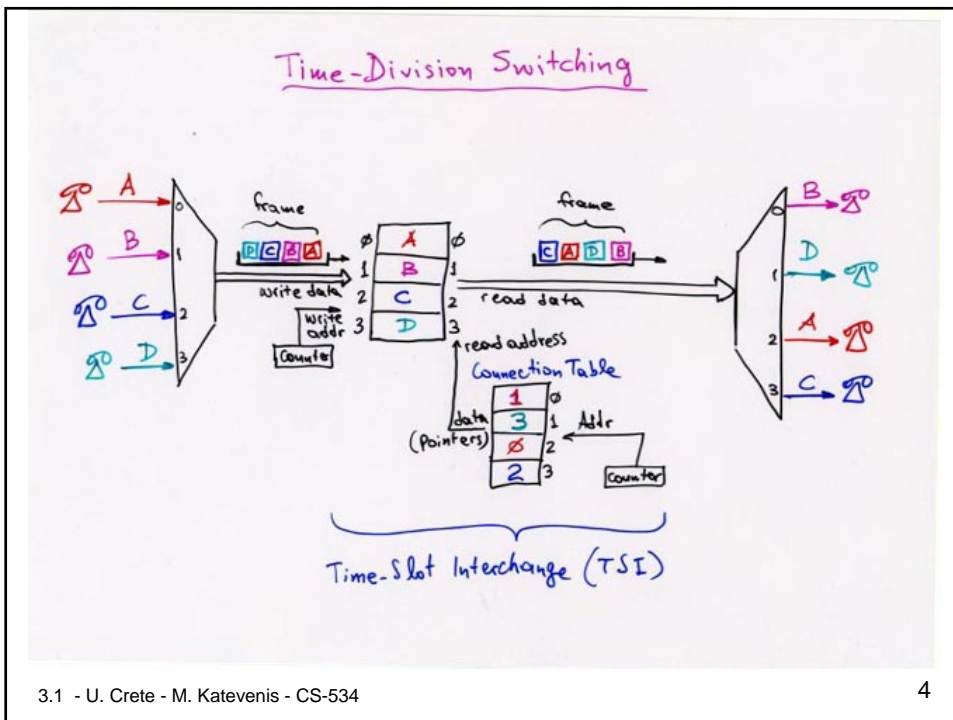 Time-Division Switching
A
B
C
D
0
1
2
3
frame
D C B A
write data
write addr
counter
ø A ø
1 B 1
2 C 2
3 D 3
frame
C A D B
read data
read address
Connection Table
data (Pointers)
1 ø
3 1
ø 2
2 3
Addr
counter
0
1
2
3
B
D
A
C
Time-Slot Interchange (TSI)
3.1 - U. Crete - M. Katevenis - CS-534
4